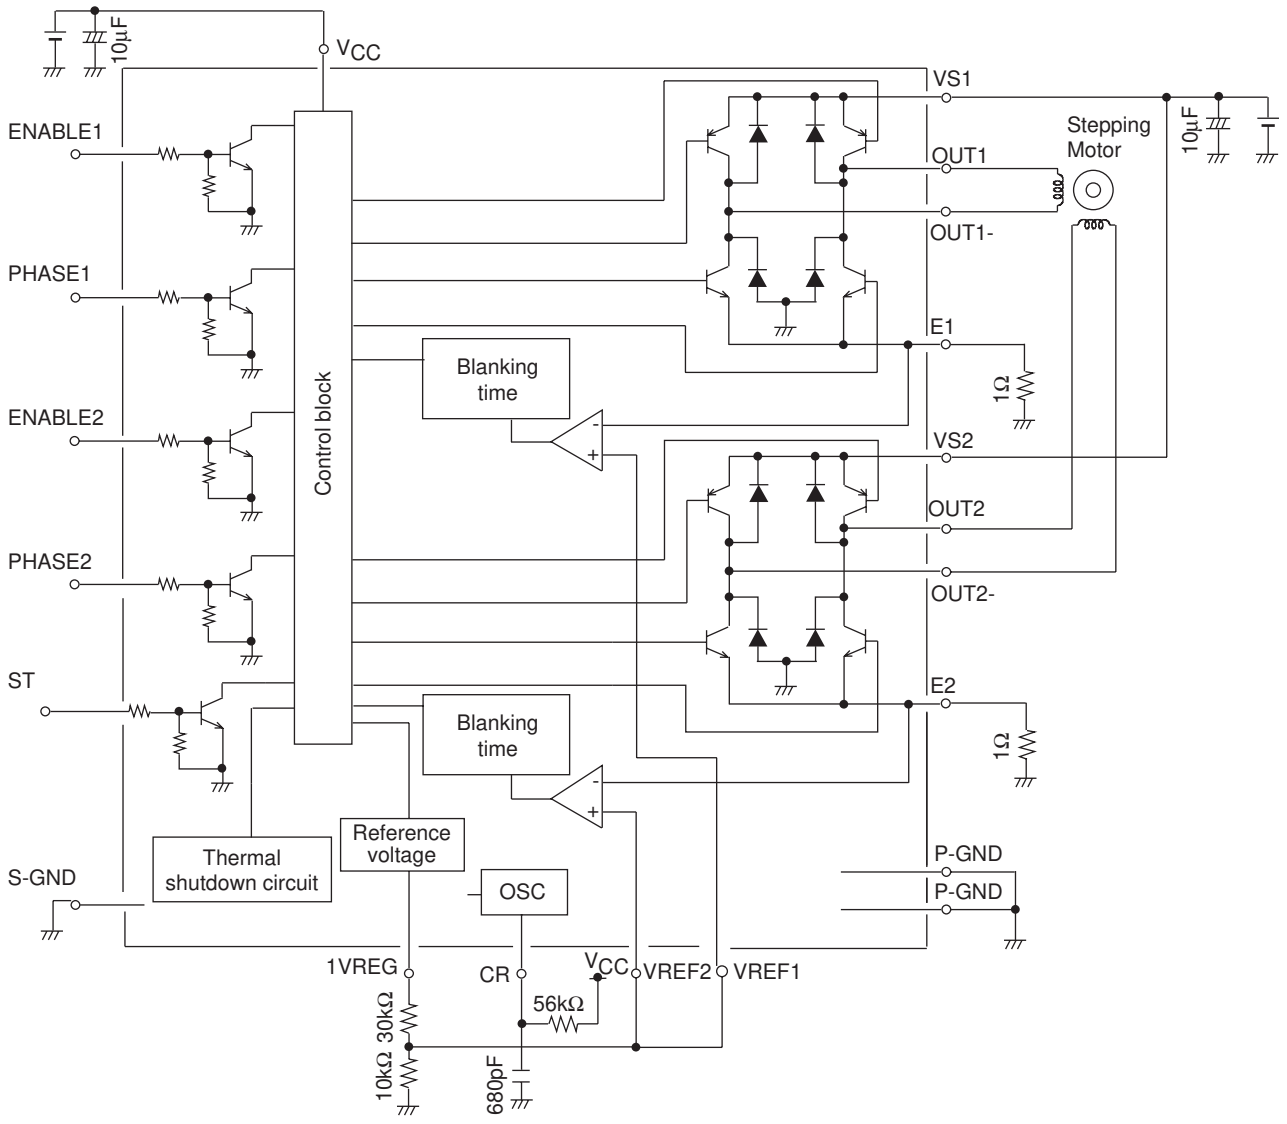 10μF
VCC
VS1
ENABLE1
Stepping
Motor
10μF
OUT1
OUT1-
PHASE1
E1
Blanking
time
1Ω
Control block
ENABLE2
-
+
VS2
OUT2
PHASE2
OUT2-
ST
E2
Blanking
time
1Ω
-
+
Reference
voltage
Thermal
shutdown circuit
P-GND
S-GND
OSC
P-GND
1VREG
CR
VCC
VREF2
VREF1
30kΩ
56kΩ
10kΩ
680pF